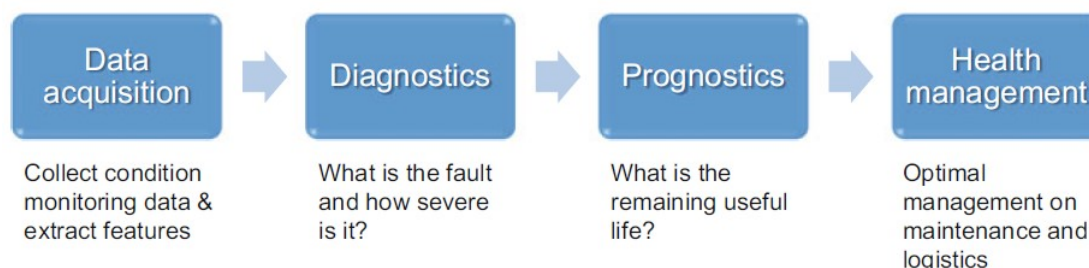 Data
acquisition
Diagnostics
Prognostics
Health
management
Collect condition
monitoring data &
extract features
What is the fault
and how severe
is it?
What is the
remaining useful
life?
Optimal
management on
maintenance and
logistics